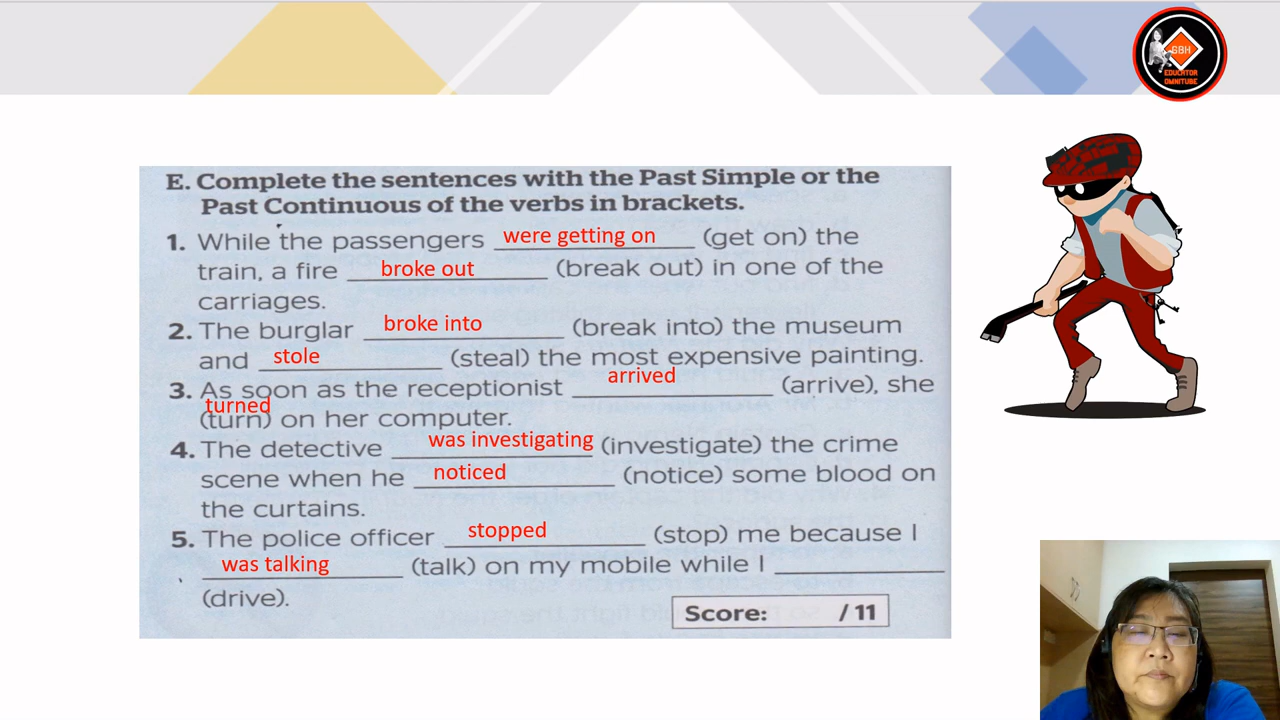 GBH
EDUCATOR
OMNITUBE
E. Complete the sentences with the Past Simple or the
Past Continuous of the verbs in brackets.
1. While the passengers were getting on (get on) the
train, a fire broke out (break out) in one of the
carriages.
2. The burglar broke into (break into) the museum
and stole (steal) the most expensive painting.
3. As soon as the receptionist arrived (arrive), she
turned
(turn) on her computer.
4. The detective was investigating (investigate) the crime
scene when he noticed (notice) some blood on
the curtains.
5. The police officer stopped (stop) me because I
was talking (talk) on my mobile while I ____________
(drive).
Score: / 11